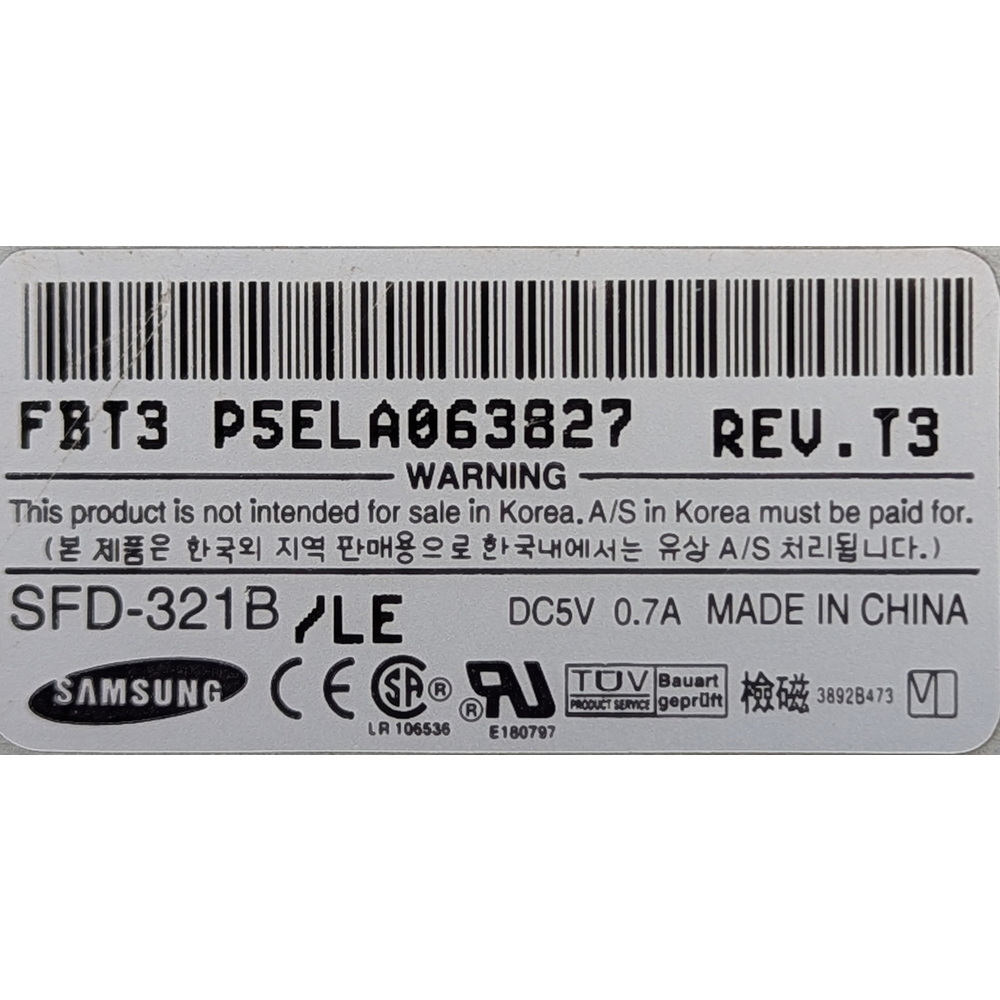 FBT3 P5ELA063827 REV.T3
WARNING
This product is not intended for sale in Korea. A/S in Korea must be paid for.
(본 제품은 한국외 지역 판매용으로 한국내에서는 유상 A/S 처리됩니다.)
SFD-321B /LE DC5V 0.7A MADE IN CHINA
SAMSUNG CE SA ® ® RU TÜV PRODUCT SERVICE Bauart geprüft 檢磁 3892B473
LR 106536 E180797